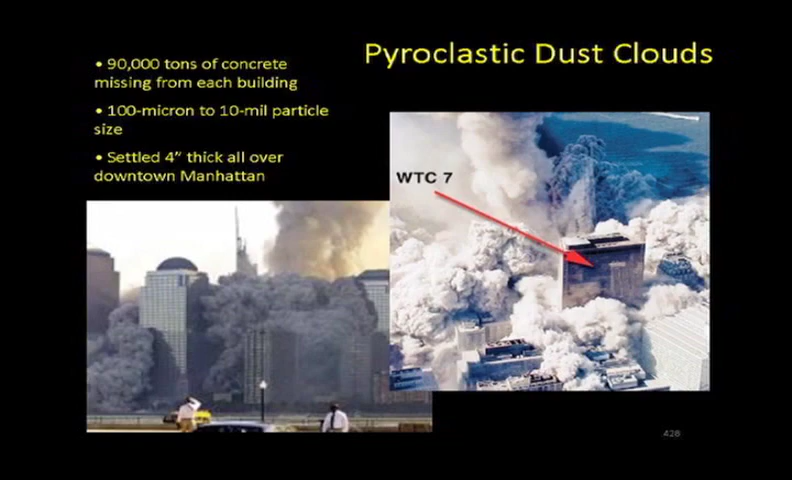 Pyroclastic Dust Clouds
• 90,000 tons of concrete
missing from each building
• 100-micron to 10-mil particle
size
• Settled 4” thick all over
downtown Manhattan
WTC 7
428